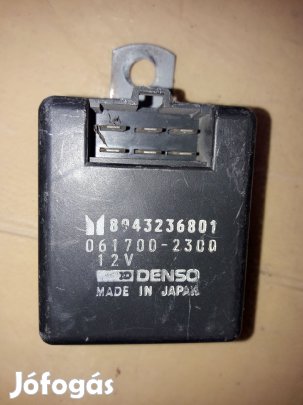 8943236801
061700-2300
12V
DENSO
MADE IN JAPAN
Jófogás